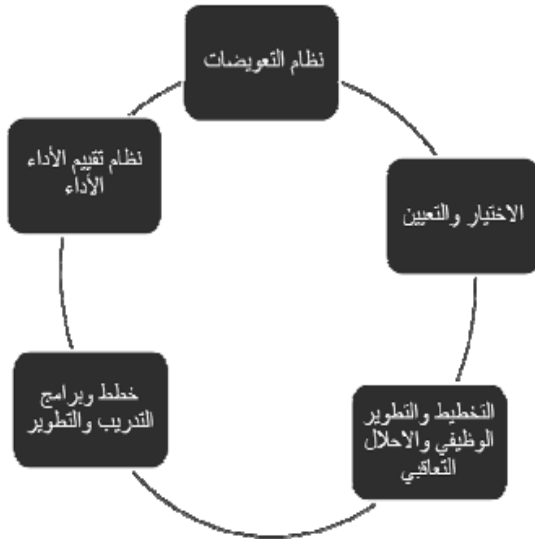 نظام التعويضات
نظام تقييم الأداء
الأداء
الاختيار والتعيين
خطط وبرامج
التدريب والتطوير
التخطيط والتطوير
الوظيفي والاحلال
التعاقبي